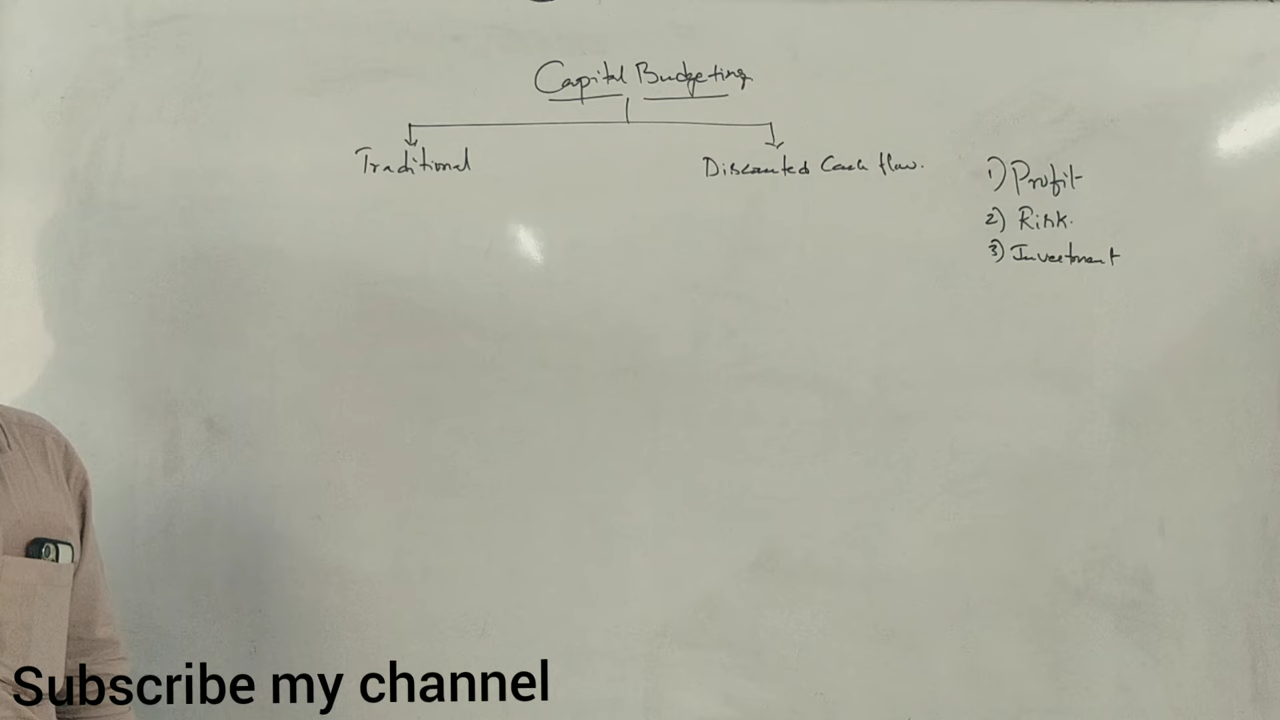 Capital Budgeting
Traditional
Discounted Cash flow.
1) Profit
2) Risk.
3) Investment
Subscribe my channel